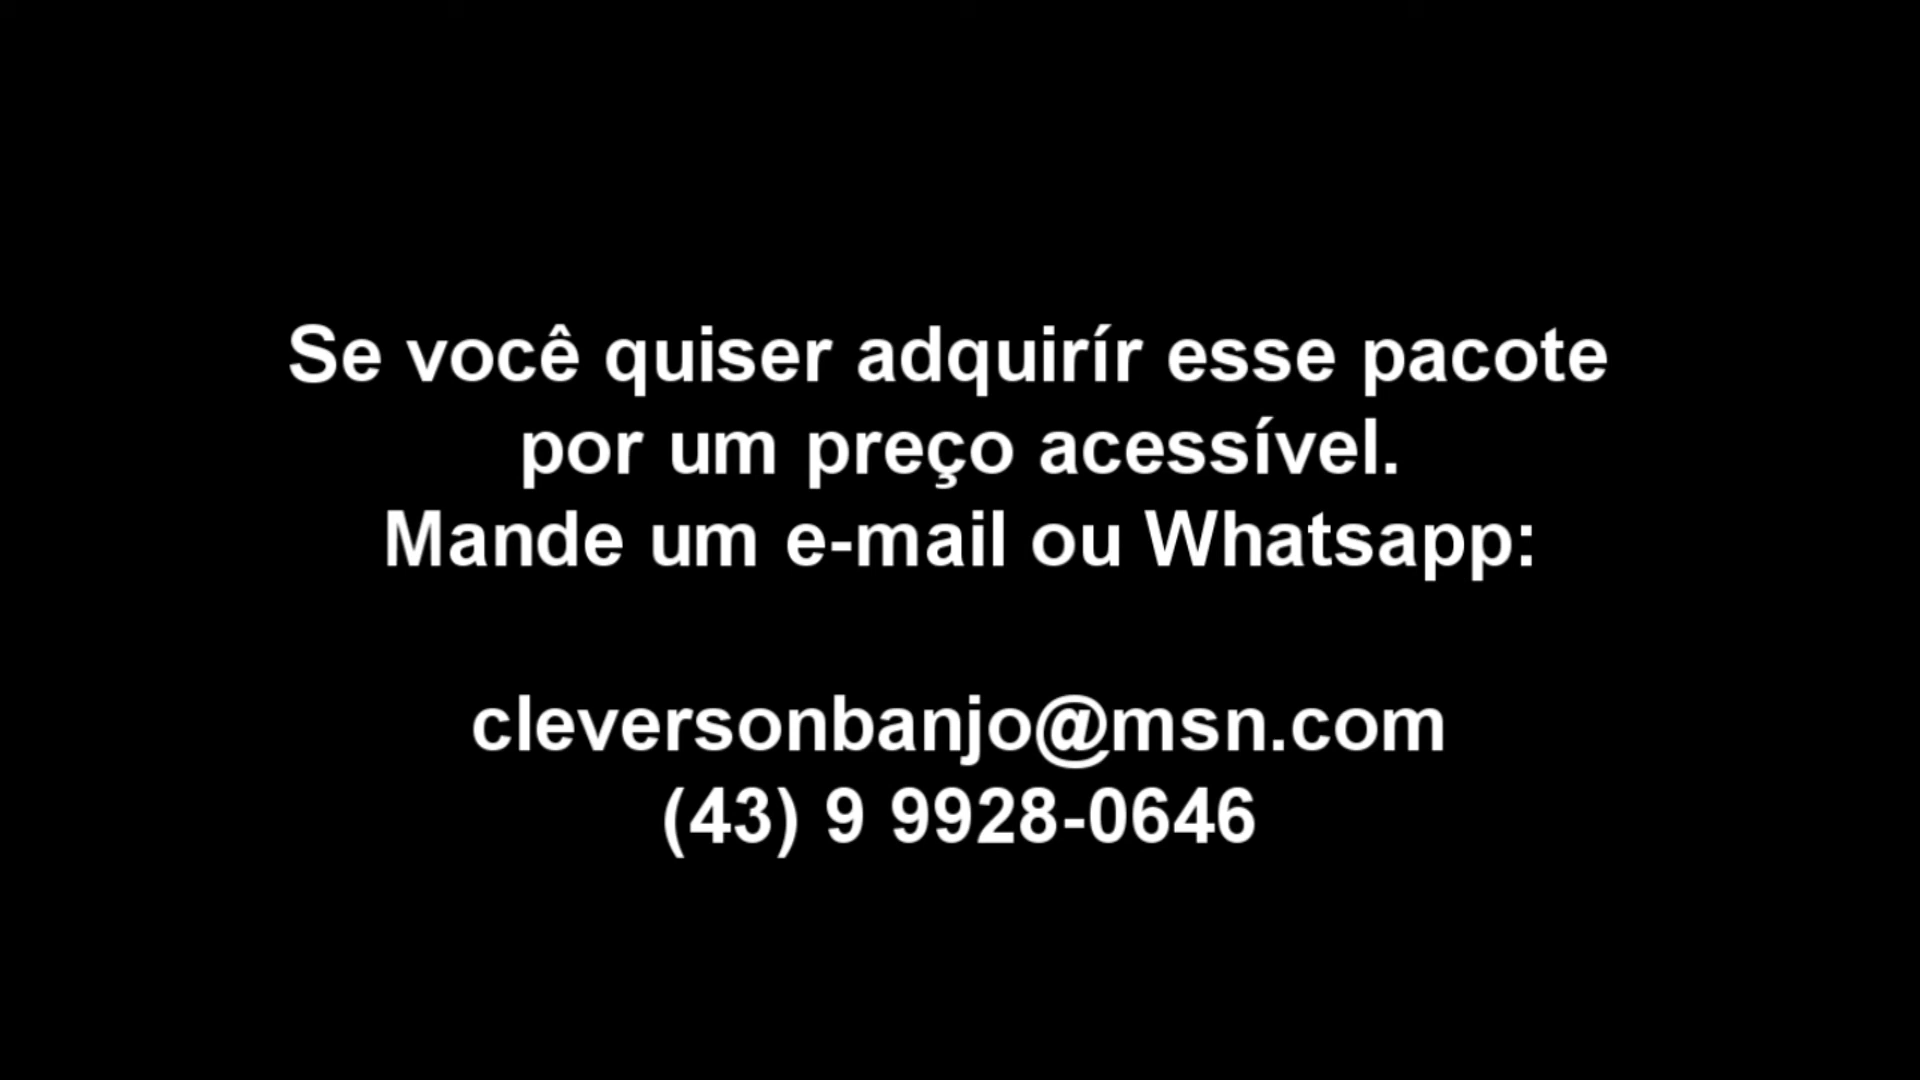 Se você quiser adquirír esse pacote
por um preço acessível.
Mande um e-mail ou Whatsapp:
cleversonbanjo@msn.com
(43) 9 9928-0646